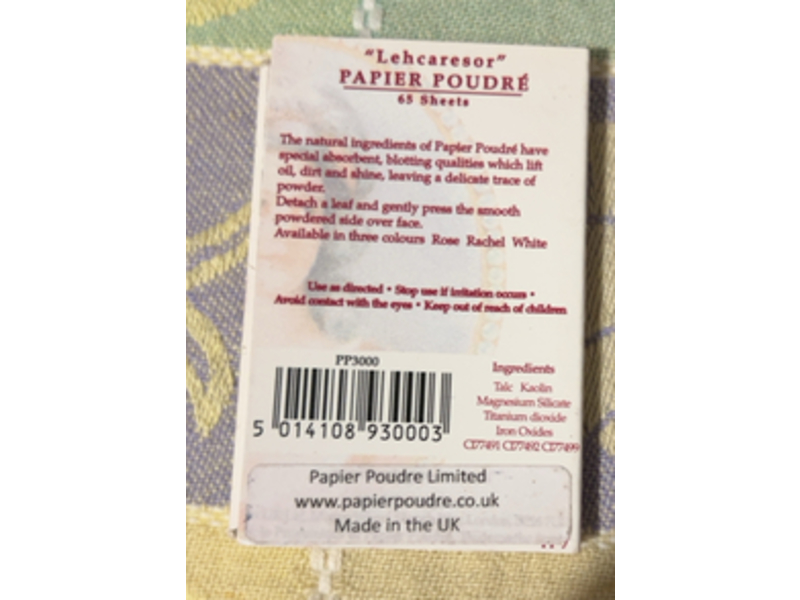 "Lehcaresor"
PAPIER POUDRÉ
65 Sheets
The natural ingredients of Papier Poudré have
special absorbent, blotting qualities which lift
oil, dirt and shine, leaving a delicate trace of
powder.
Detach a leaf and gently press the smooth
powdered side over face.
Available in three colours Rose Rachel White
Use as directed • Stop use if irritation occurs •
Avoid contact with the eyes • Keep out of reach of children
PP3000
5 014108 930003
Ingredients
Talc Kaolin
Magnesium Silicate
Titanium dioxide
Iron Oxides
CI77491 CI77492 CI77499
Papier Poudre Limited
www.papierpoudre.co.uk
Made in the UK